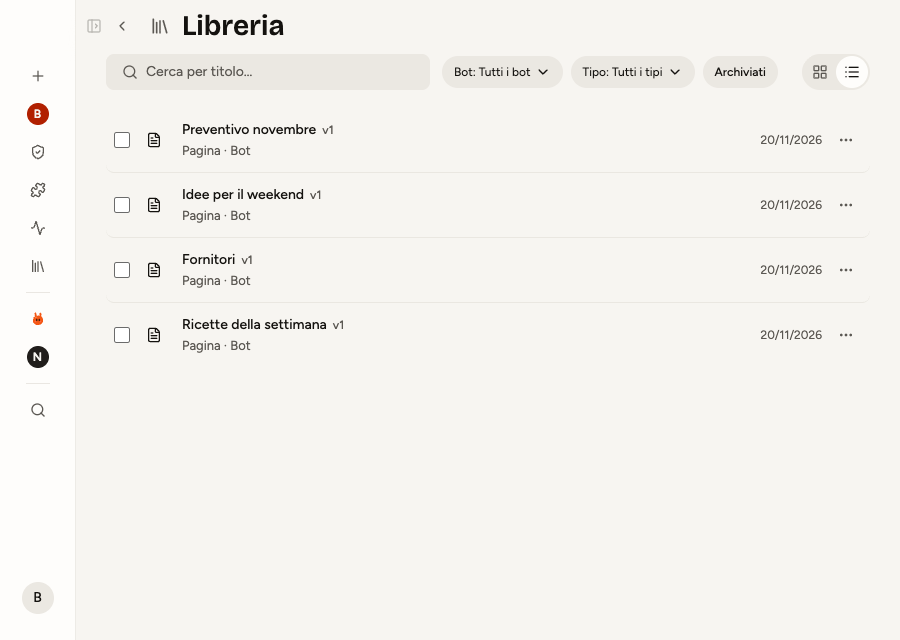 Libreria
Cerca per titolo...
Bot: Tutti i bot
Tipo: Tutti i tipi
Archiviati
B
N
B
Preventivo novembre v1
Pagina · Bot
20/11/2026
Idee per il weekend v1
Pagina · Bot
20/11/2026
Fornitori v1
Pagina · Bot
20/11/2026
Ricette della settimana v1
Pagina · Bot
20/11/2026